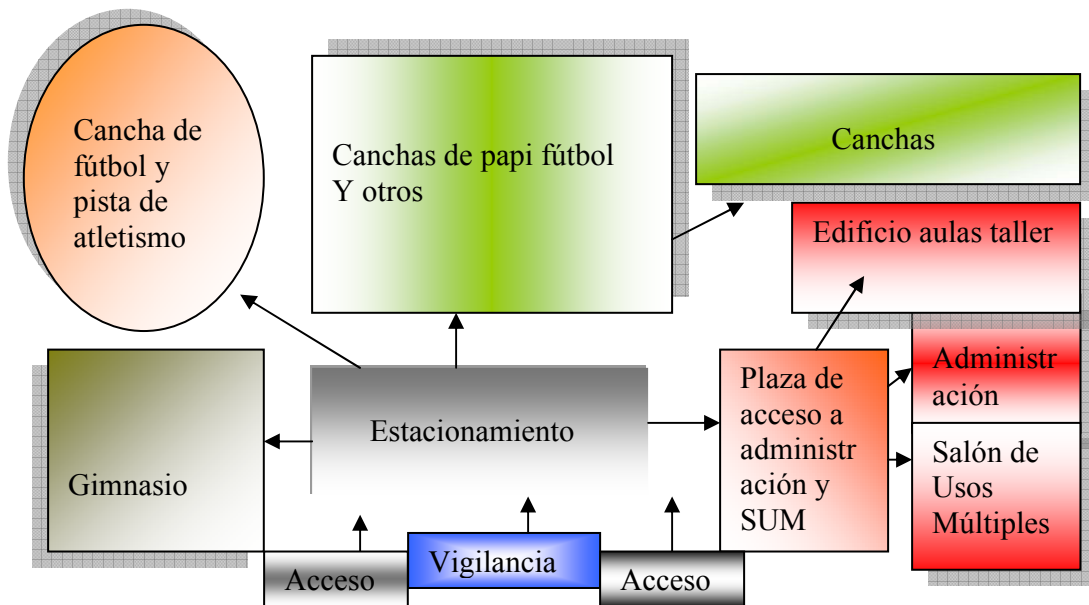 Cancha de
fútbol y
pista de
atletismo
Canchas de papi fútbol
Y otros
Canchas
Edificio aulas taller
Gimnasio
Estacionamiento
Plaza de
acceso a
administr
ación y
SUM
Administr
ación
Salón de
Usos
Múltiples
Acceso
Vigilancia
Acceso